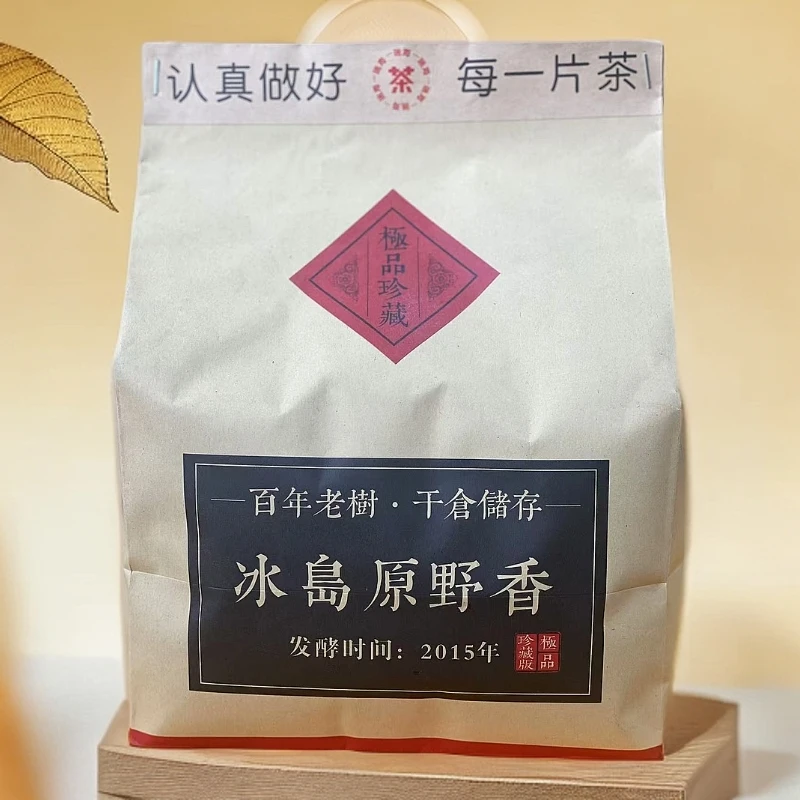 认真做好 茶 每一片茶
極品珍藏
百年老樹·干倉儲存
冰島原野香
发酵时间：2015年
極品
珍藏版